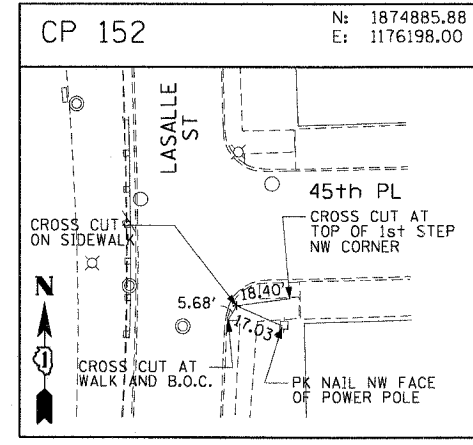 CP 152
N: 1874885.88
E: 1176198.00
LASALLE
ST
45th PL
CROSS CUT AT
TOP OF 1st STEP
NW CORNER
CROSS CUT
ON SIDEWALK
18.40'
5.68'
17.03'
N
CROSS CUT AT
WALK AND B.O.C.
PK NAIL NW FACE
OF POWER POLE